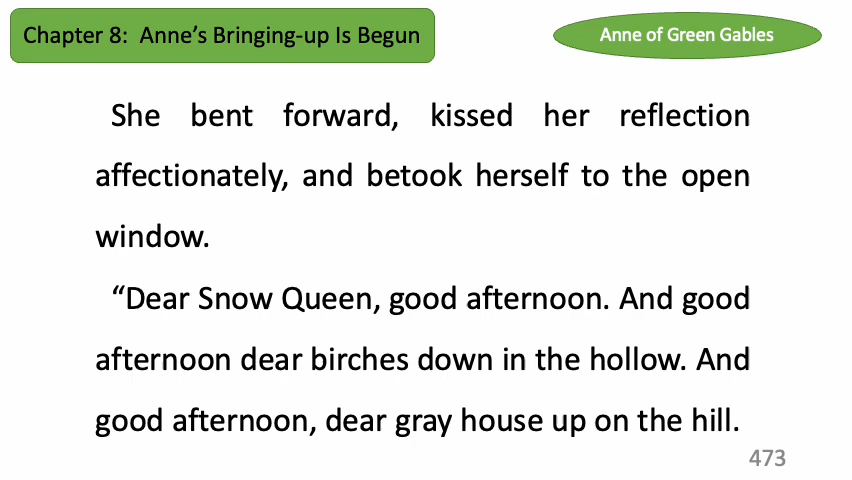 Chapter 8:  Anne’s Bringing-up Is Begun
Anne of Green Gables
She bent forward, kissed her reflection
affectionately, and betook herself to the open
window.
“Dear Snow Queen, good afternoon. And good
afternoon dear birches down in the hollow. And
good afternoon, dear gray house up on the hill.
473